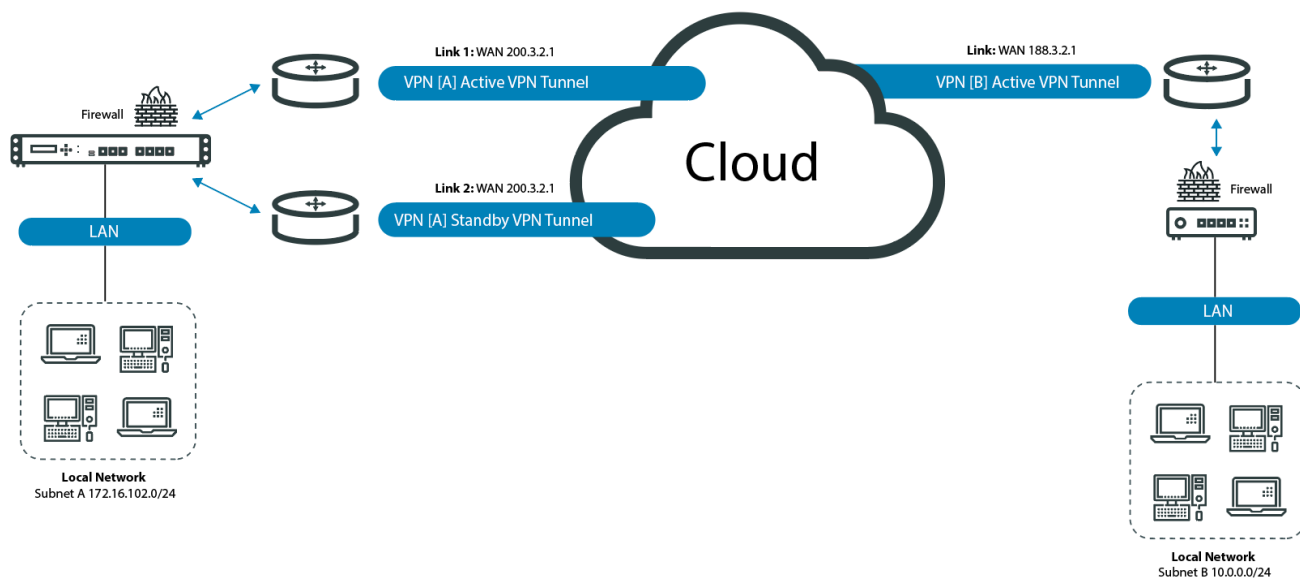 Link 1: WAN 200.3.2.1
VPN [A] Active VPN Tunnel
Firewall
LAN
Link 2: WAN 200.3.2.1
VPN [A] Standby VPN Tunnel
Local Network
Subnet A 172.16.102.0/24
Cloud
Link: WAN 188.3.2.1
VPN [B] Active VPN Tunnel
Firewall
LAN
Local Network
Subnet B 10.0.0.0/24